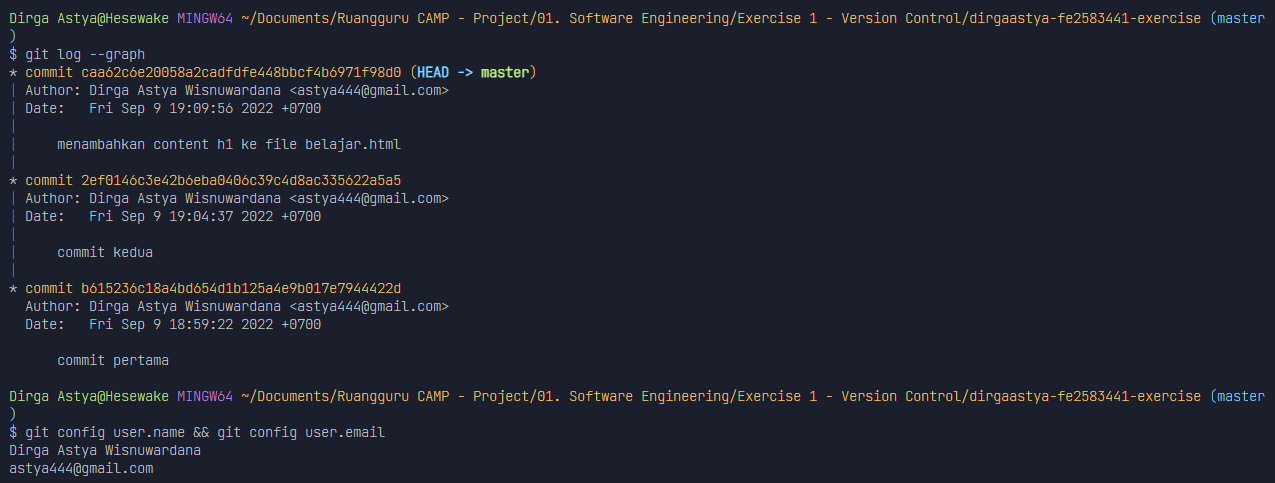 Dirga Astya@Hesewake MINGW64 ~/Documents/Ruangguru CAMP - Project/01. Software Engineering/Exercise 1 - Version Control/dirgaastya-fe2583441-exercise (master
)
$ git log --graph
* commit caa62c6e20058a2cadfdfe448bbcf4b6971f98d0 (HEAD -> master)
| Author: Dirga Astya Wisnuwardana <astya444@gmail.com>
| Date:   Fri Sep 9 19:09:56 2022 +0700
|
|     menambahkan content h1 ke file belajar.html
|
* commit 2ef0146c3e42b6eba0406c39c4d8ac335622a5a5
| Author: Dirga Astya Wisnuwardana <astya444@gmail.com>
| Date:   Fri Sep 9 19:04:37 2022 +0700
|
|     commit kedua
|
* commit b615236c18a4bd654d1b125a4e9b017e7944422d
  Author: Dirga Astya Wisnuwardana <astya444@gmail.com>
  Date:   Fri Sep 9 18:59:22 2022 +0700

      commit pertama

Dirga Astya@Hesewake MINGW64 ~/Documents/Ruangguru CAMP - Project/01. Software Engineering/Exercise 1 - Version Control/dirgaastya-fe2583441-exercise (master
)
$ git config user.name && git config user.email
Dirga Astya Wisnuwardana
astya444@gmail.com